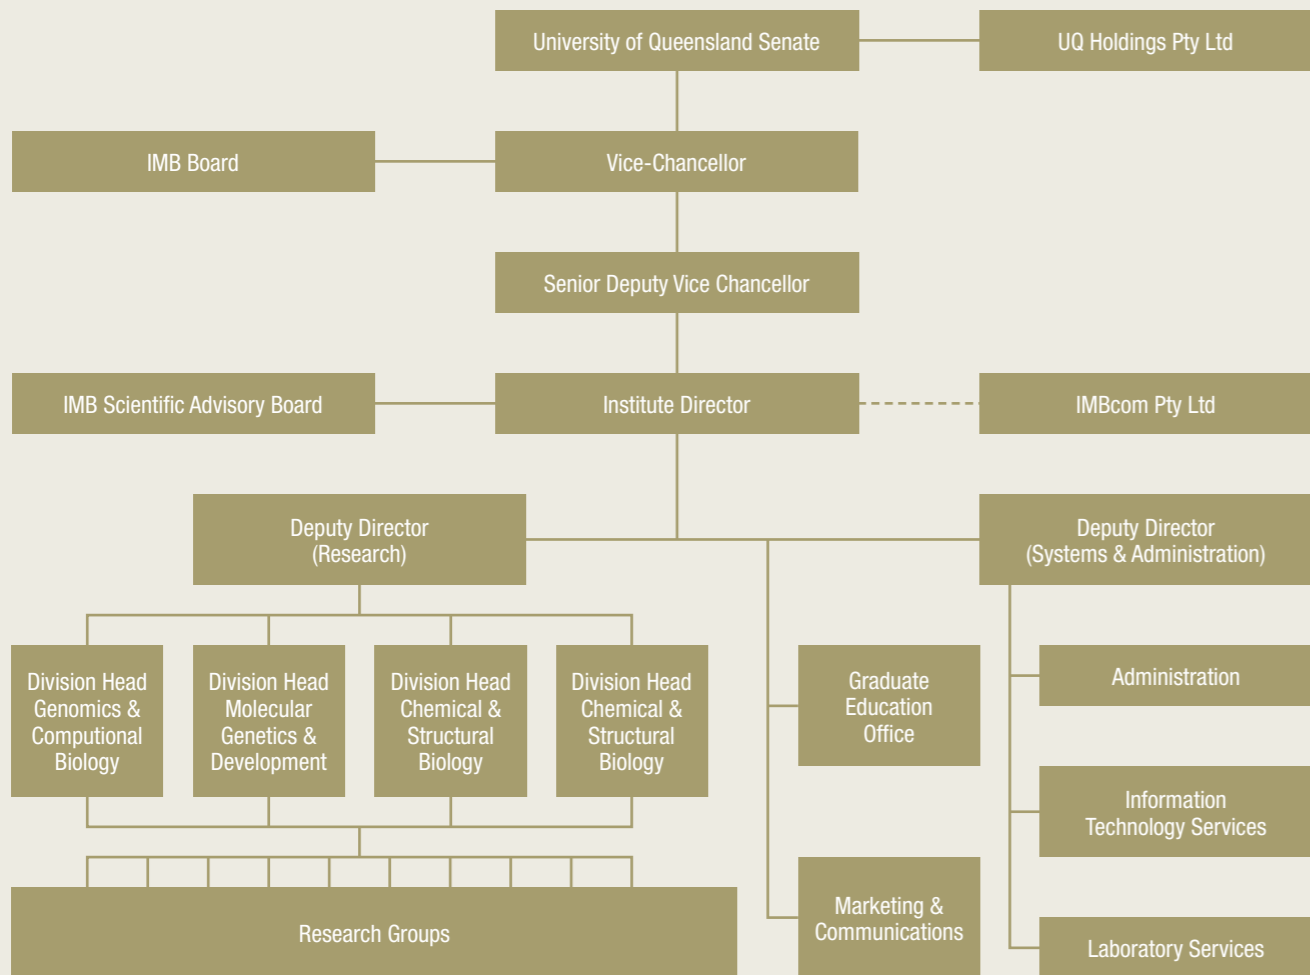 University of Queensland Senate
UQ Holdings Pty Ltd
IMB Board
Vice-Chancellor
Senior Deputy Vice Chancellor
IMB Scientific Advisory Board
Institute Director
IMBcom Pty Ltd
Deputy Director
(Research)
Deputy Director
(Systems & Administration)
Division Head
Genomics &
Computional
Biology
Division Head
Molecular
Genetics &
Development
Division Head
Chemical &
Structural
Biology
Division Head
Chemical &
Structural
Biology
Graduate
Education
Office
Administration
Information
Technology Services
Marketing &
Communications
Laboratory Services
Research Groups